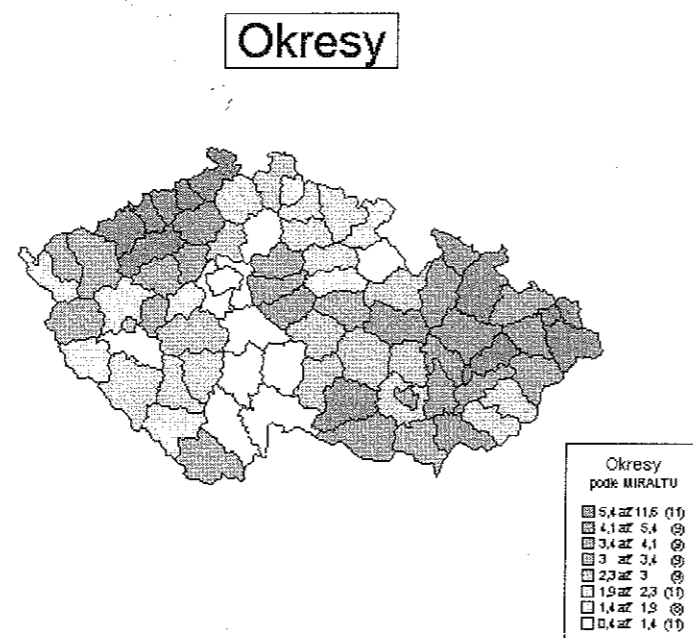 Okresy
Okresy
podle MIRALTU
5,4 až 11,6 (11)
4,1 až 5,4 (9)
3,4 až 4,1 (9)
3 až 3,4 (9)
2,3 až 3 (9)
1,9 až 2,3 (11)
1,4 až 1,9 (8)
0,4 až 1,4 (11)